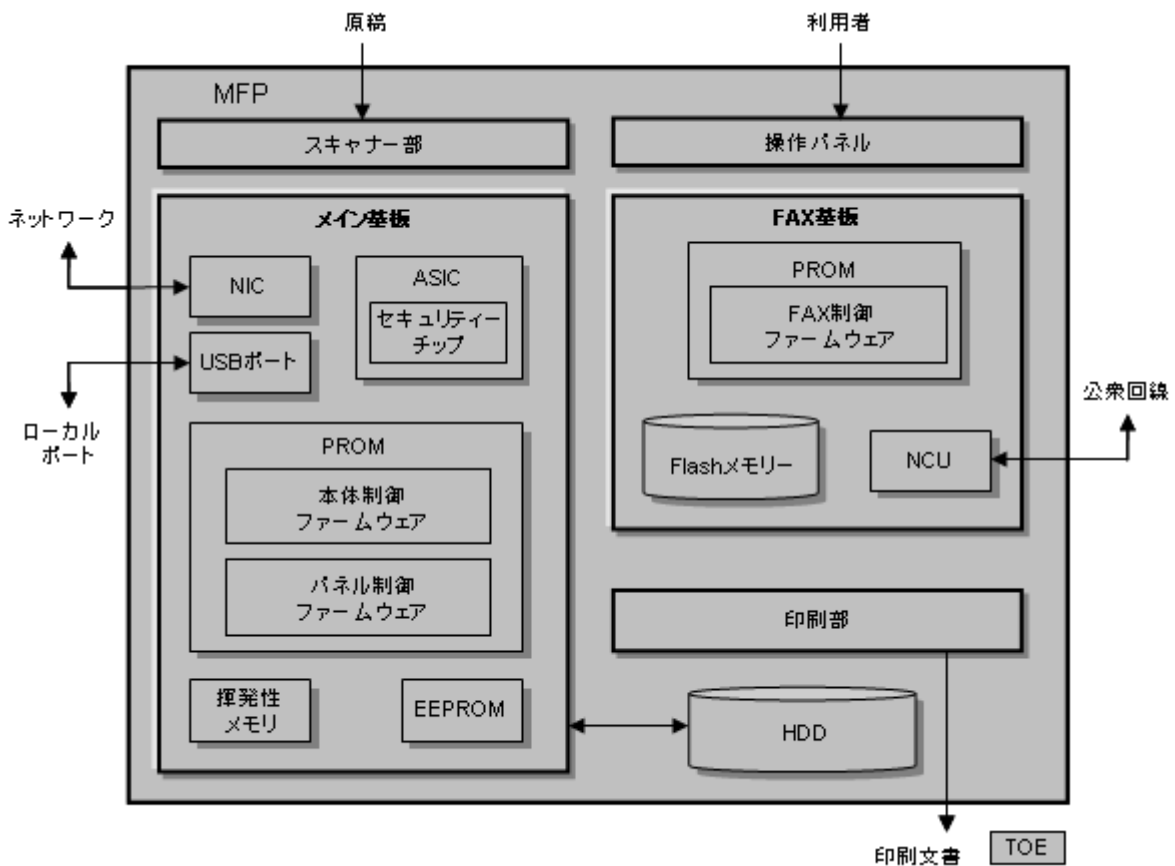 原稿
利用者
MFP
スキャナー部
操作パネル
ネットワーク
メイン基板
NIC
ASIC
セキュリティー
チップ
USBポート
ローカル
ポート
PROM
本体制御
ファームウェア
パネル制御
ファームウェア
揮発性
メモリ
EEPROM
FAX基板
PROM
FAX制御
ファームウェア
Flashメモリー
NCU
公衆回線
印刷部
HDD
印刷文書
TOE